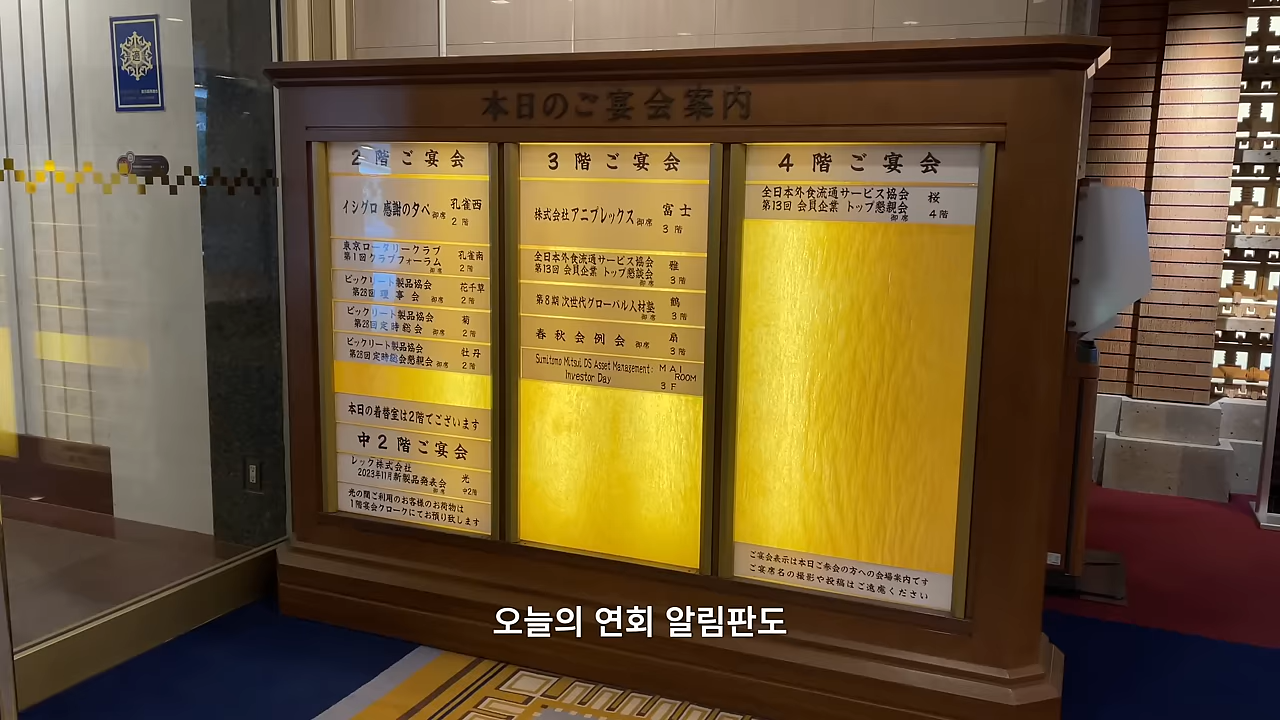 本日のご宴会案内
2階ご宴会
イシグロ 感謝の夕べ 御席 孔雀西 2階
東京ロータリークラブ
第1回クラブフォーラム 御席 孔雀南 2階
ビックリート製品協会
第28回 理事会 御席 花千草 2階
ビックリート製品協会
第28回定時総会 御席 菊 2階
ビックリート製品協会
第28回定時総会懇親会 御席 牡丹 2階
本日の着替室は2階でございます
中2階ご宴会
レック株式会社
2023年11月新製品発表会 御席 光 中2階
光の間ご利用のお客様のお荷物は
1階宴会クロークにてお預り致します
3階ご宴会
株式会社アニプレックス 御席 富士 3階
全日本外食流通サービス協会
第13回 会員企業 トップ懇談会 御席 雅 3階
第8期 次世代グローバル人材塾 御席 鶴 3階
春秋会例会 御席 扇 3階
Sumitomo Mitsui DS Asset Management: MAI ROOM
Investor Day 3F
4階ご宴会
全日本外食流通サービス協会
第13回 会員企業 トップ懇親会 御席 桜 4階
ご宴会表示は本日ご参会の方への会場案内です
ご宴席名の撮影や投稿はご遠慮ください
오늘의 연회 알림판도